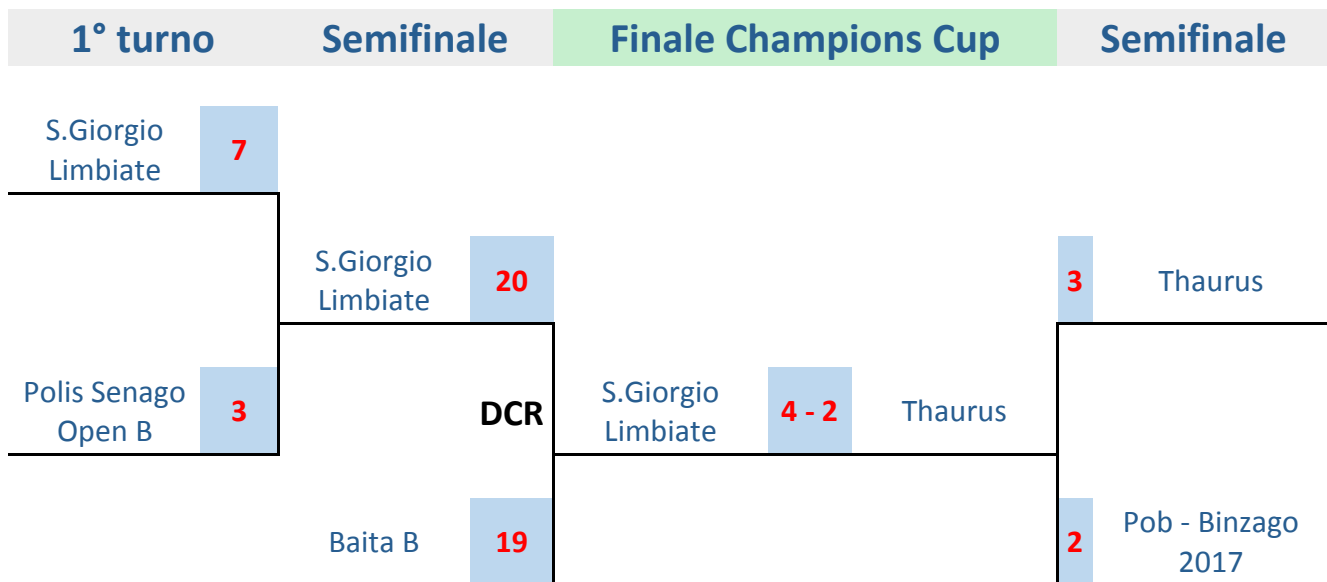 1° turno
Semifinale
Finale Champions Cup
Semifinale
S.Giorgio
Limbiate
7
S.Giorgio
Limbiate
20
3
Thaurus
Polis Senago
Open B
3
DCR
S.Giorgio
Limbiate
4 - 2
Thaurus
Baita B
19
2
Pob - Binzago
2017